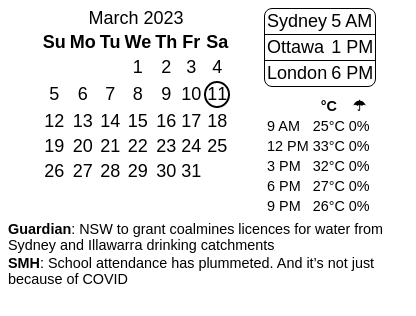 March 2023
Su Mo Tu We Th Fr Sa
1 2 3 4
5 6 7 8 9 10 11
12 13 14 15 16 17 18
19 20 21 22 23 24 25
26 27 28 29 30 31
Sydney 5 AM
Ottawa 1 PM
London 6 PM
°C ☂
9 AM 25°C 0%
12 PM 33°C 0%
3 PM 32°C 0%
6 PM 27°C 0%
9 PM 26°C 0%
Guardian: NSW to grant coalmines licences for water from
Sydney and Illawarra drinking catchments
SMH: School attendance has plummeted. And it’s not just
because of COVID